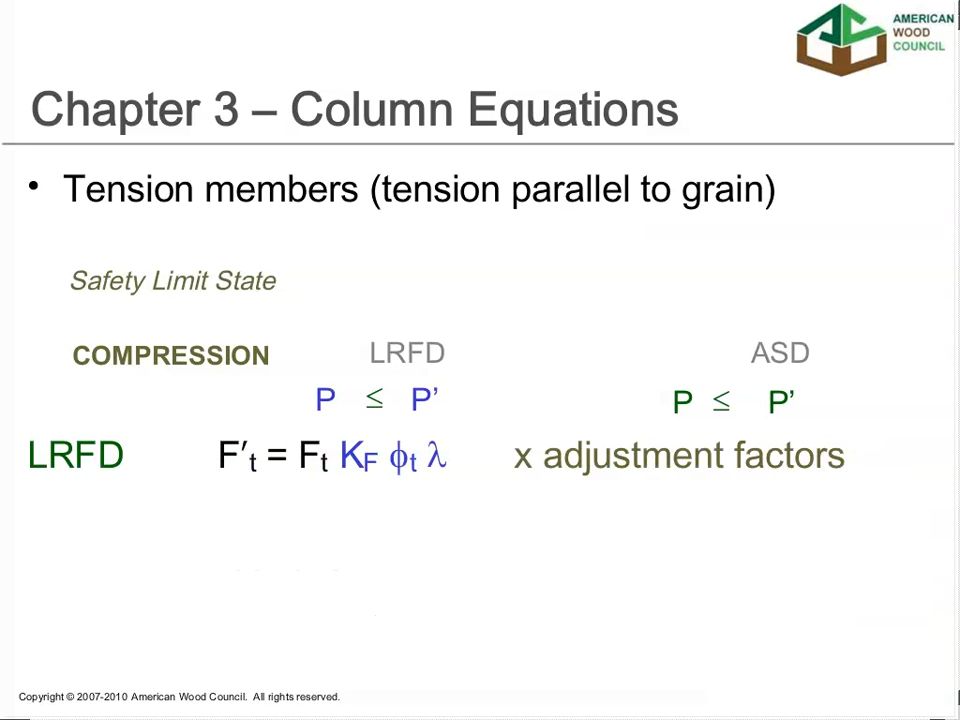 AMERICAN
WOOD
COUNCIL
Chapter 3 – Column Equations
• Tension members (tension parallel to grain)
Safety Limit State
COMPRESSION LRFD ASD
P ≤ P’ P ≤ P’
LRFD F′t = Ft KF ϕt λ x adjustment factors
Copyright © 2007-2010 American Wood Council. All rights reserved.